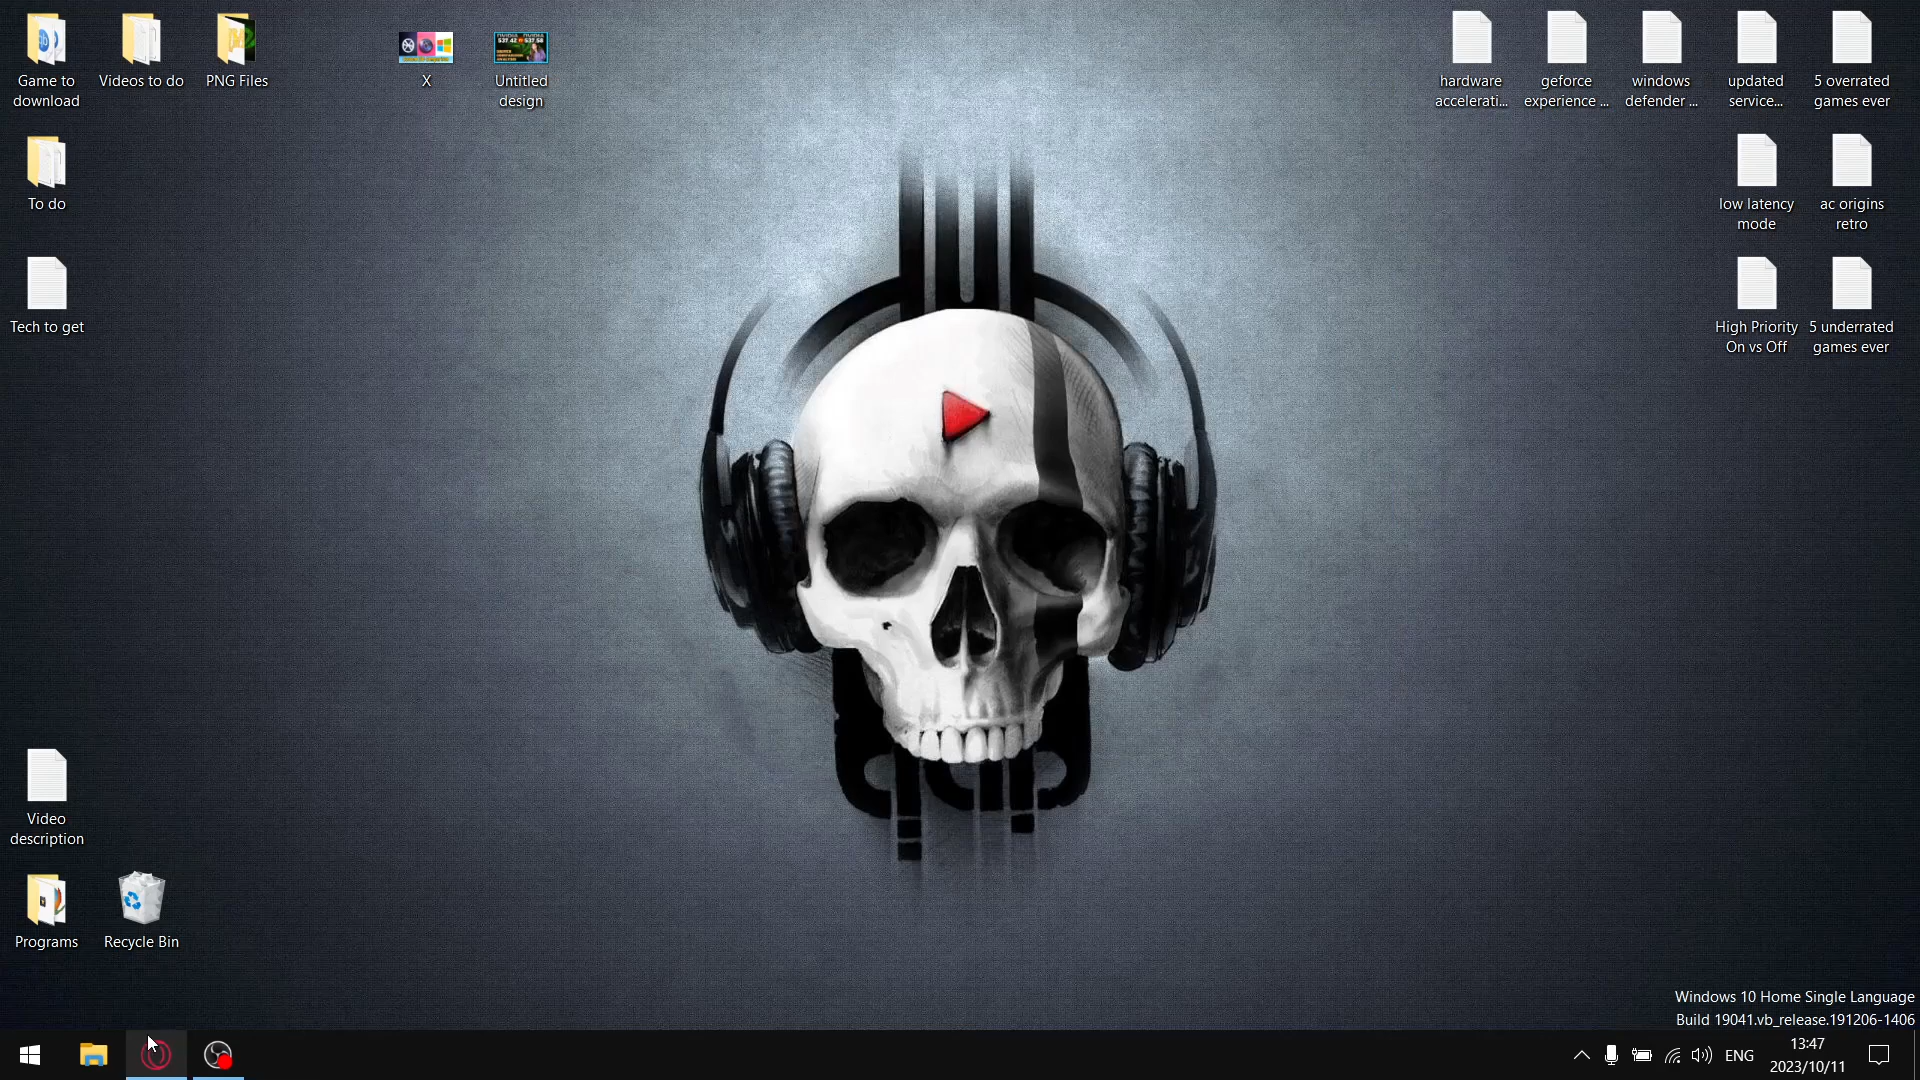 Game to
download
Videos to do
PNG Files
X
Untitled
design
hardware
accelerati...
geforce
experience ...
windows
defender ...
updated
service...
5 overrated
games ever
To do
low latency
mode
ac origins
retro
Tech to get
High Priority
On vs Off
5 underrated
games ever
Video
description
Programs
Recycle Bin
Windows 10 Home Single Language
Build 19041.vb_release.191206-1406
ENG
13:47
2023/10/11